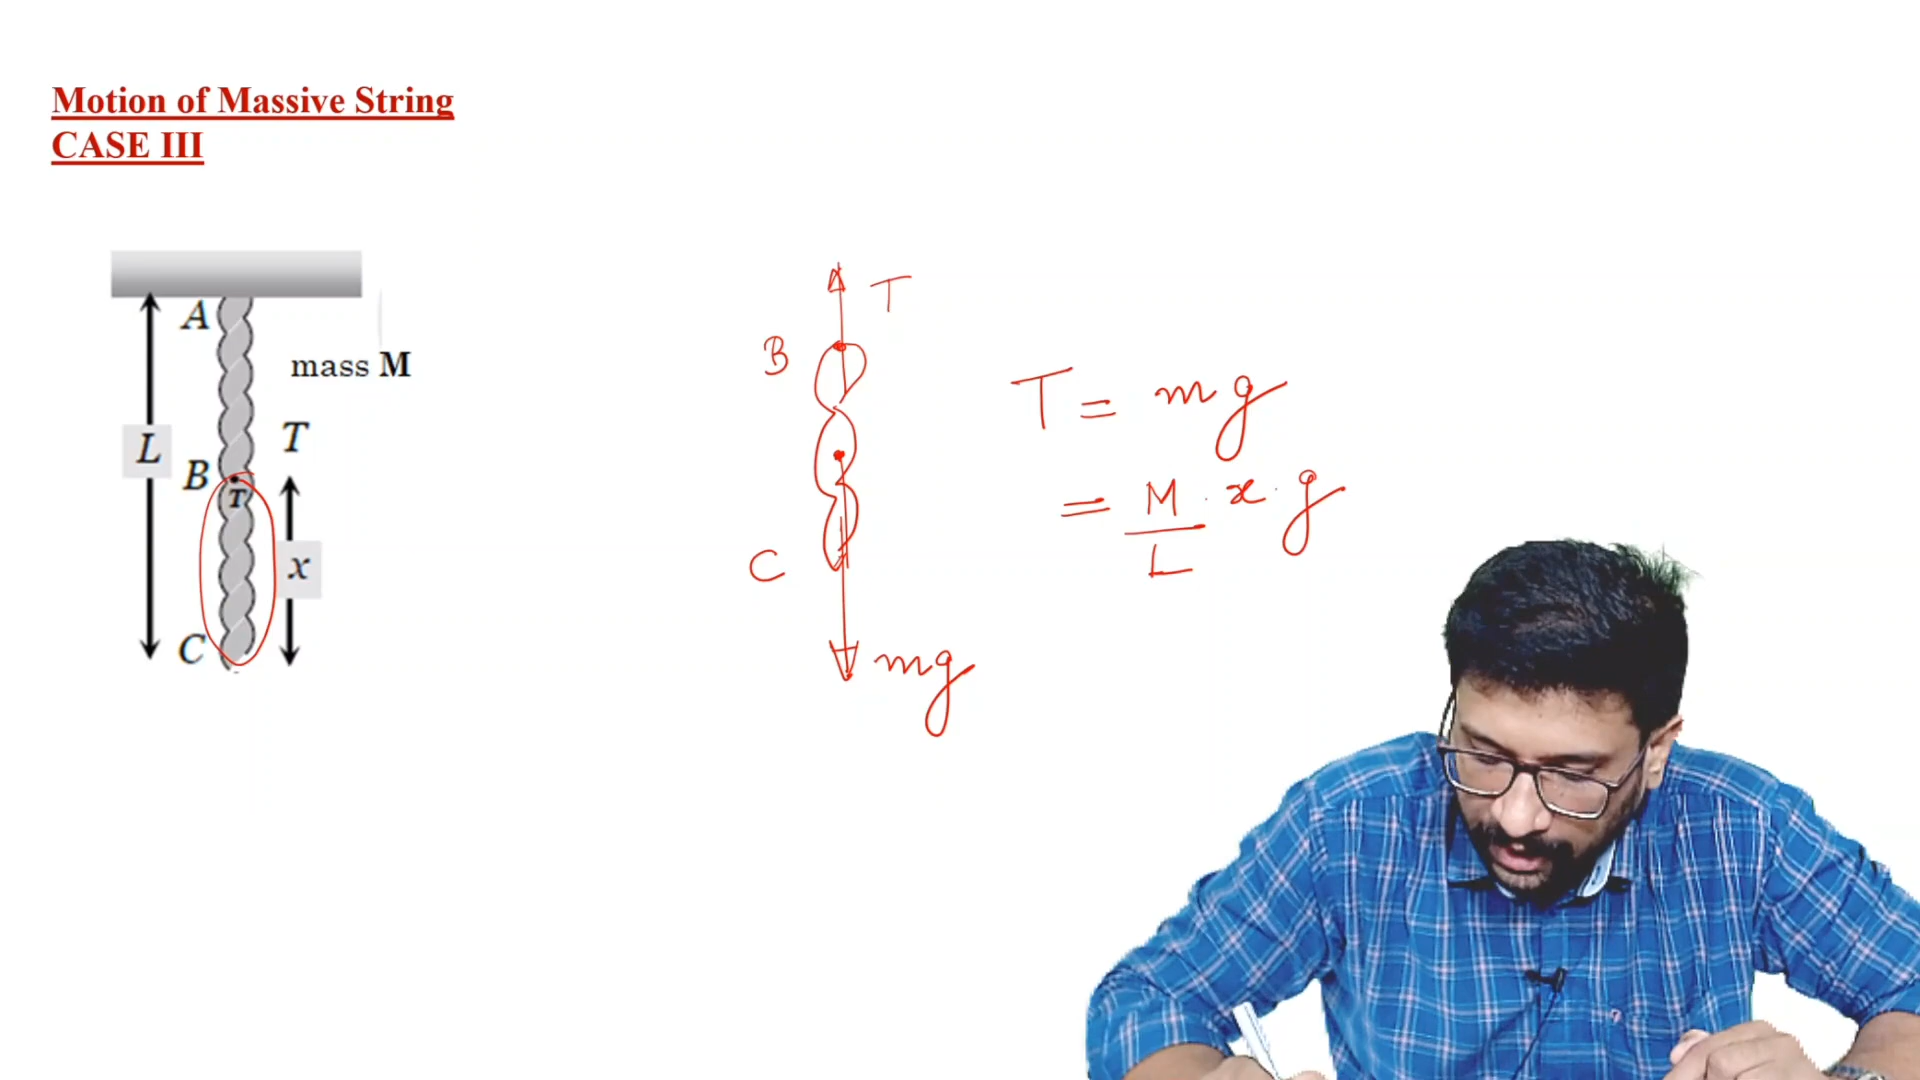 Motion of Massive String
CASE III
A
mass M
L
T
B
T
x
C
T
B
C
mg
T = mg
= M/L . x . g